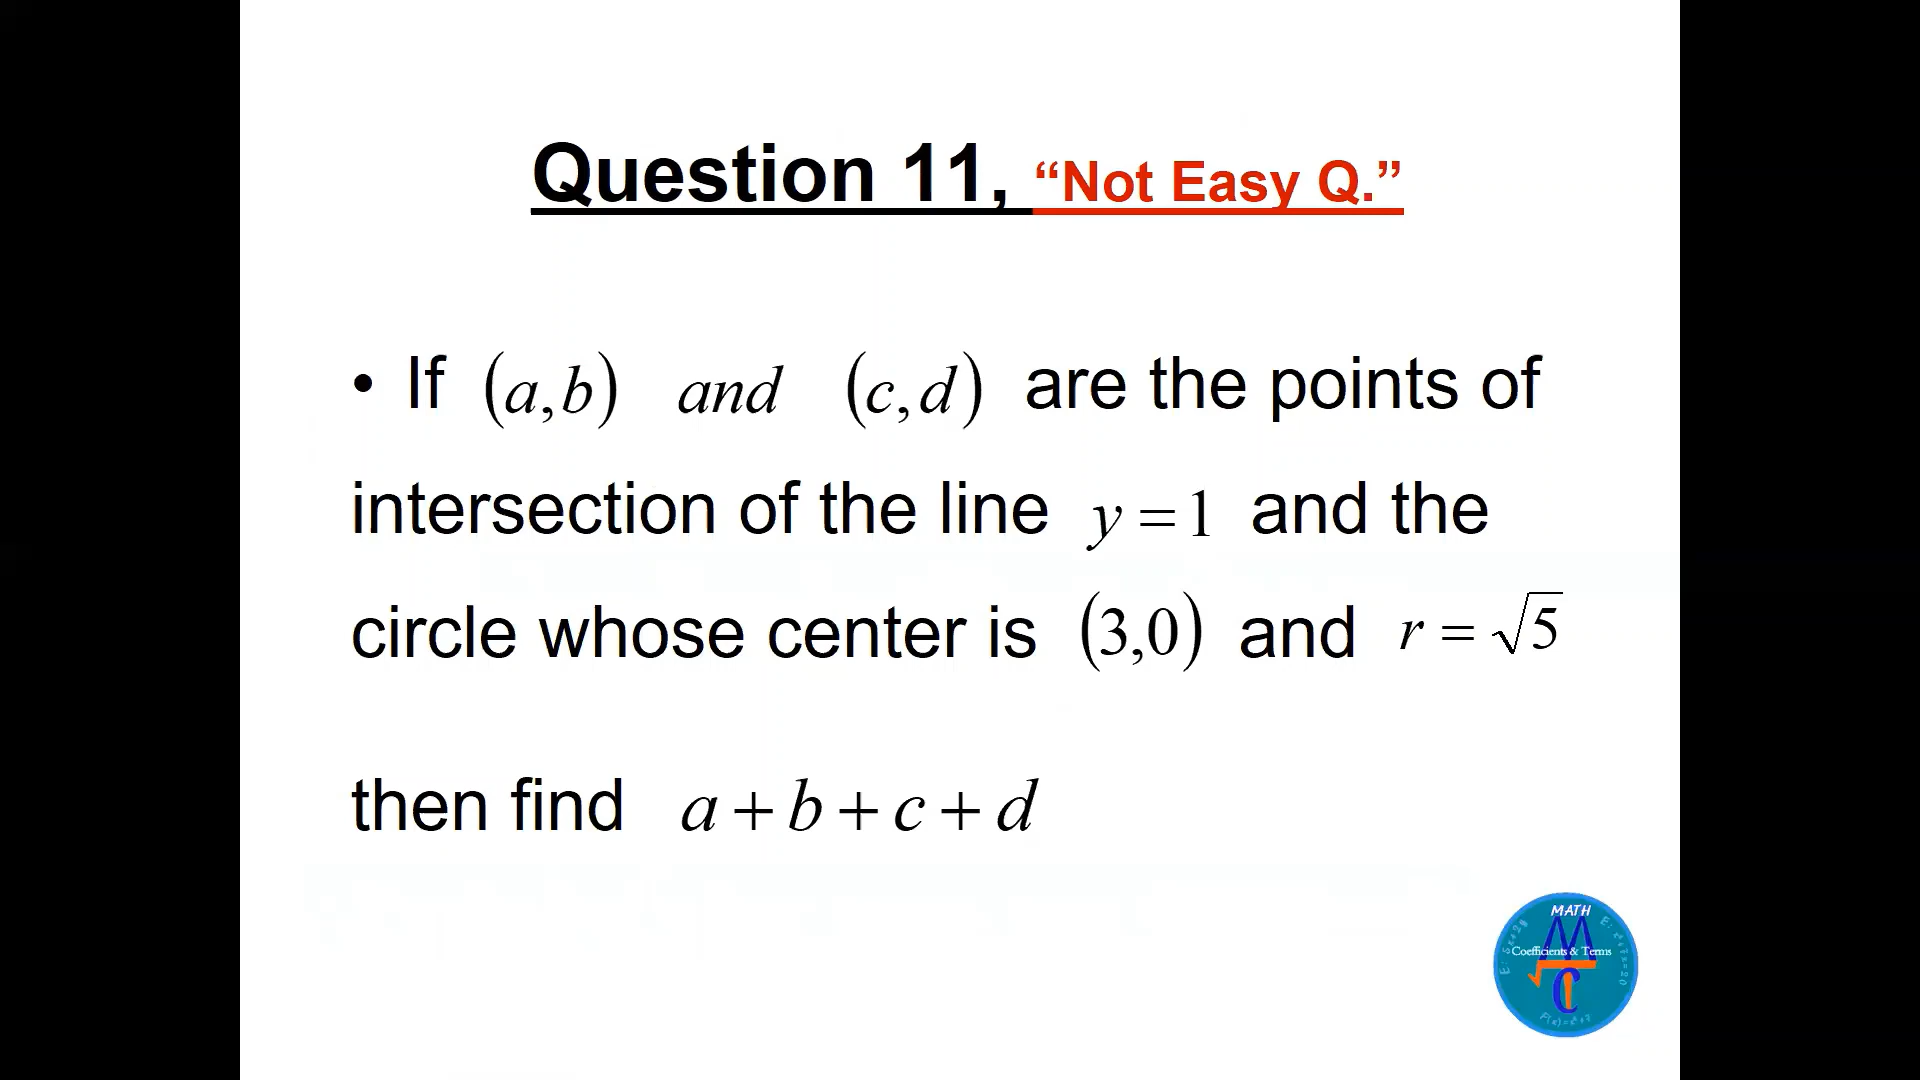 Question 11, “Not Easy Q.”
• If (a,b) and (c,d) are the points of
intersection of the line y = 1 and the
circle whose center is (3,0) and r = √5
then find a + b + c + d
MATH
Coefficients & Terms